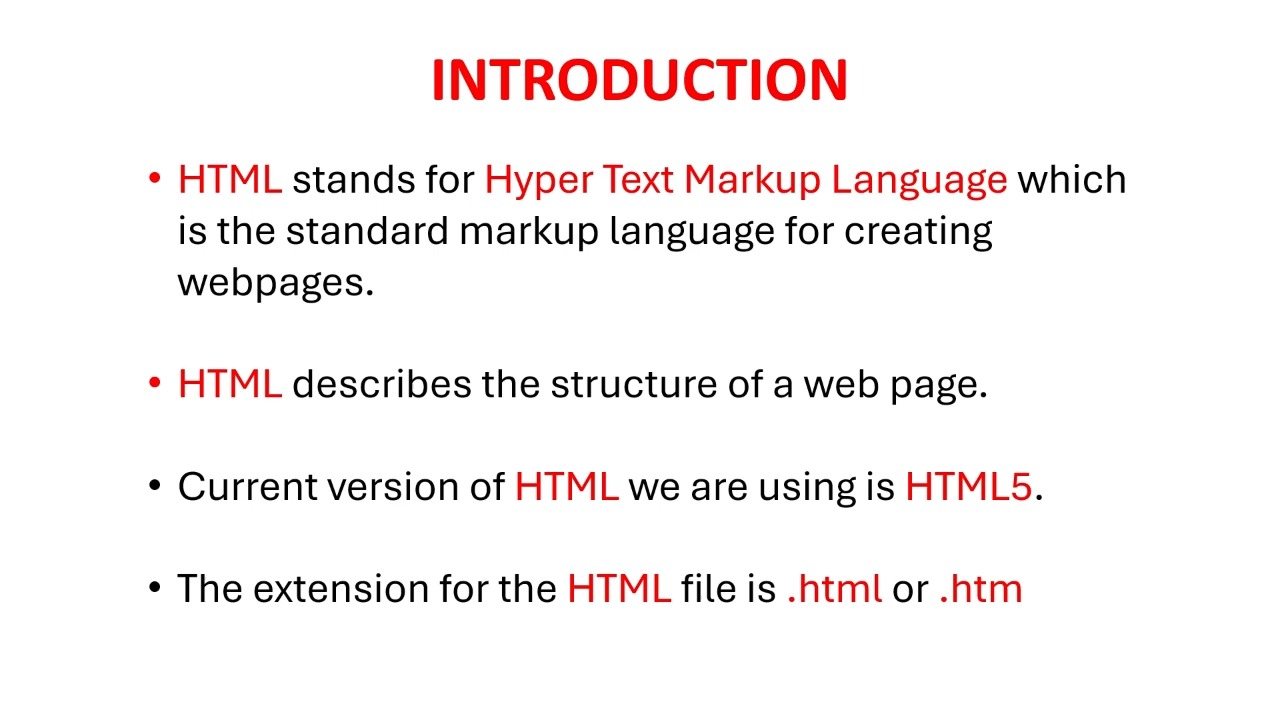 INTRODUCTION
• HTML stands for Hyper Text Markup Language which
is the standard markup language for creating
webpages.
• HTML describes the structure of a web page.
• Current version of HTML we are using is HTML5.
• The extension for the HTML file is .html or .htm